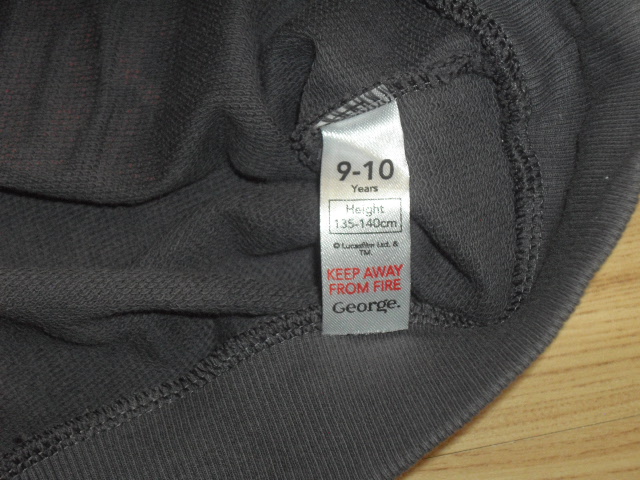 9-10
Years
Height
135-140cm
© Lucasfilm Ltd. &
TM.
KEEP AWAY
FROM FIRE
George.